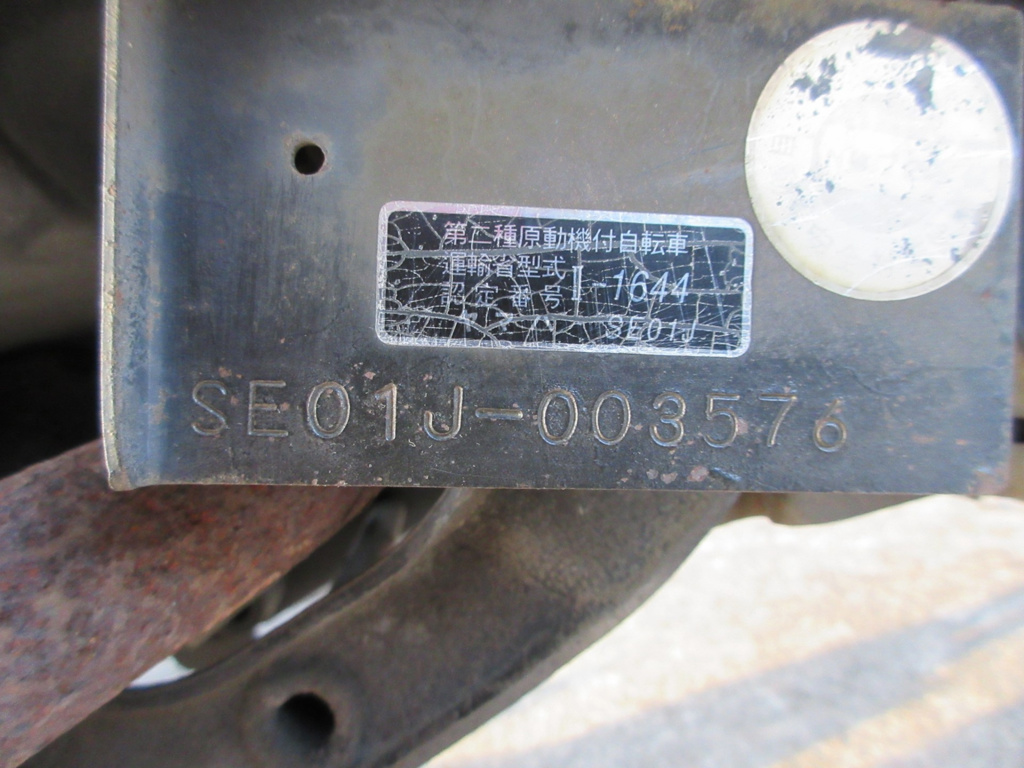 第二種原動機付自転車
運輸省型式
認定番号 Ⅱ-1644
SE01J
SE01J-003576